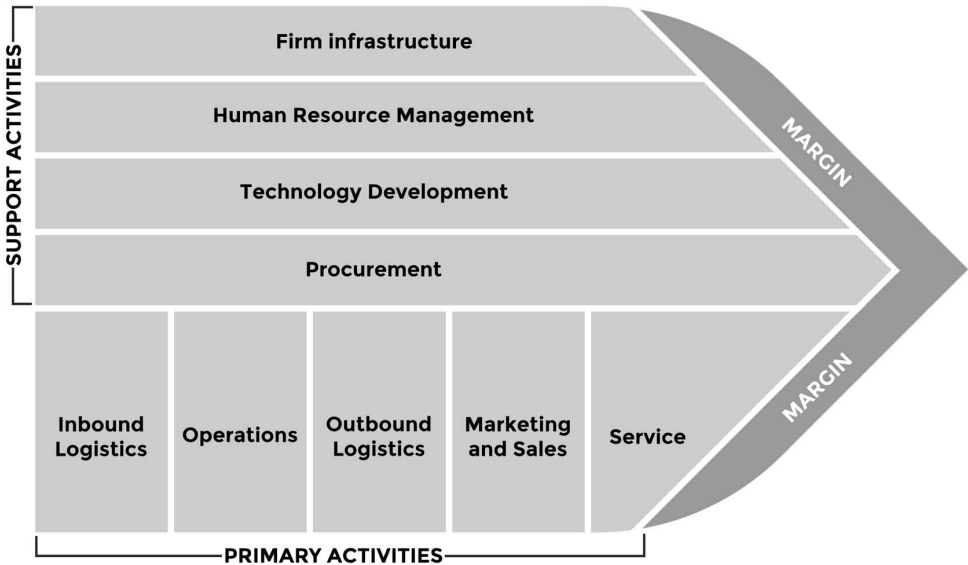 SUPPORT ACTIVITIES
Firm infrastructure
Human Resource Management
Technology Development
Procurement
MARGIN
MARGIN
Inbound
Logistics
Operations
Outbound
Logistics
Marketing
and Sales
Service
PRIMARY ACTIVITIES